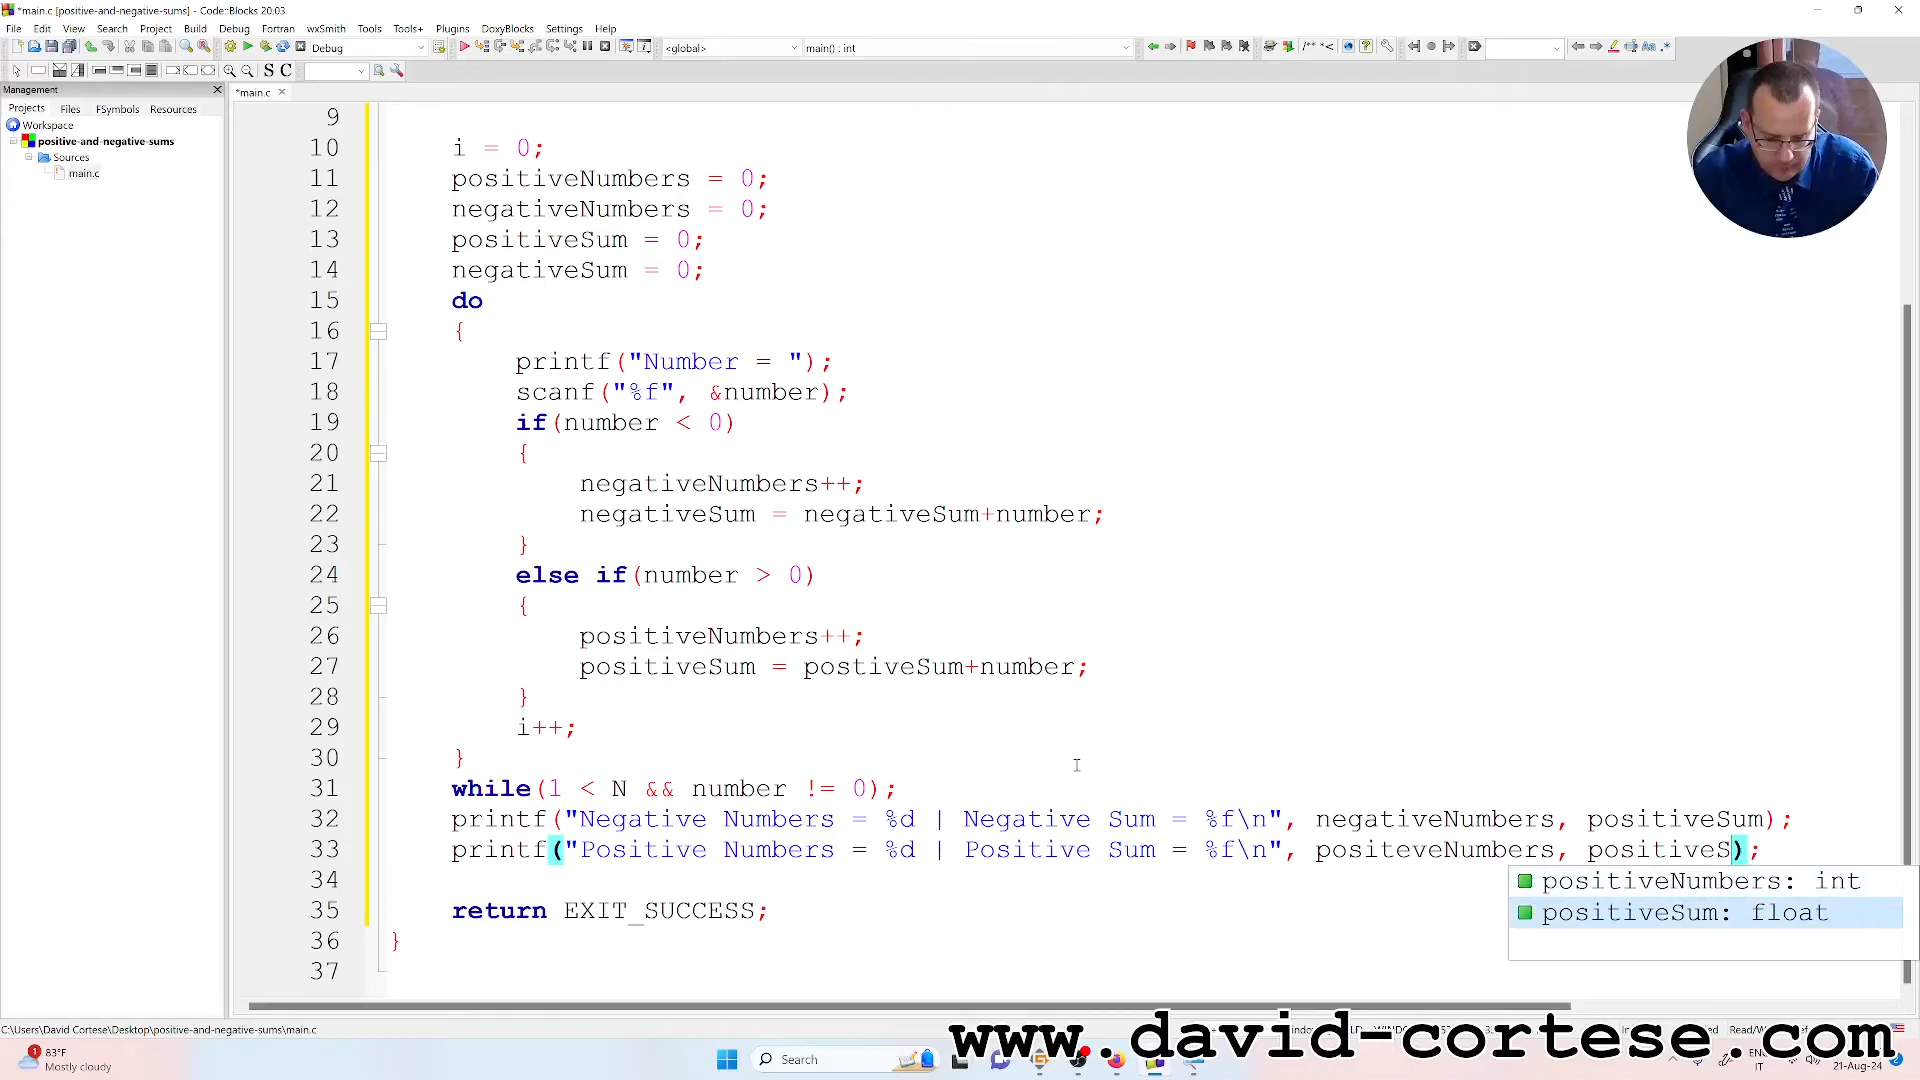 *main.c [positive-and-negative-sums] - Code::Blocks 20.03
File Edit View Search Project Build Debug Fortran wxSmith Tools Tools+ Plugins DoxyBlocks Settings Help
Debug <global> main() : int
S C
Management
*main.c
Projects Files FSymbols Resources
Workspace
positive-and-negative-sums
Sources
main.c
9
10 i = 0;
11 positiveNumbers = 0;
12 negativeNumbers = 0;
13 positiveSum = 0;
14 negativeSum = 0;
15 do
16 {
17 printf("Number = ");
18 scanf("%f", &number);
19 if(number < 0)
20 {
21 negativeNumbers++;
22 negativeSum = negativeSum+number;
23 }
24 else if(number > 0)
25 {
26 positiveNumbers++;
27 positiveSum = postiveSum+number;
28 }
29 i++;
30 }
31 while(1 < N && number != 0);
32 printf("Negative Numbers = %d | Negative Sum = %f\n", negativeNumbers, positiveSum);
33 printf("Positive Numbers = %d | Positive Sum = %f\n", positeveNumbers, positiveS);
34
positiveNumbers: int
35 return EXIT_SUCCESS;
positiveSum: float
36 }
37
C:\Users\David Cortese\Desktop\positive-and-negative-sums\main.c
www.david-cortese.com
1
83°F
Mostly cloudy
Search
IT
21-Aug-24